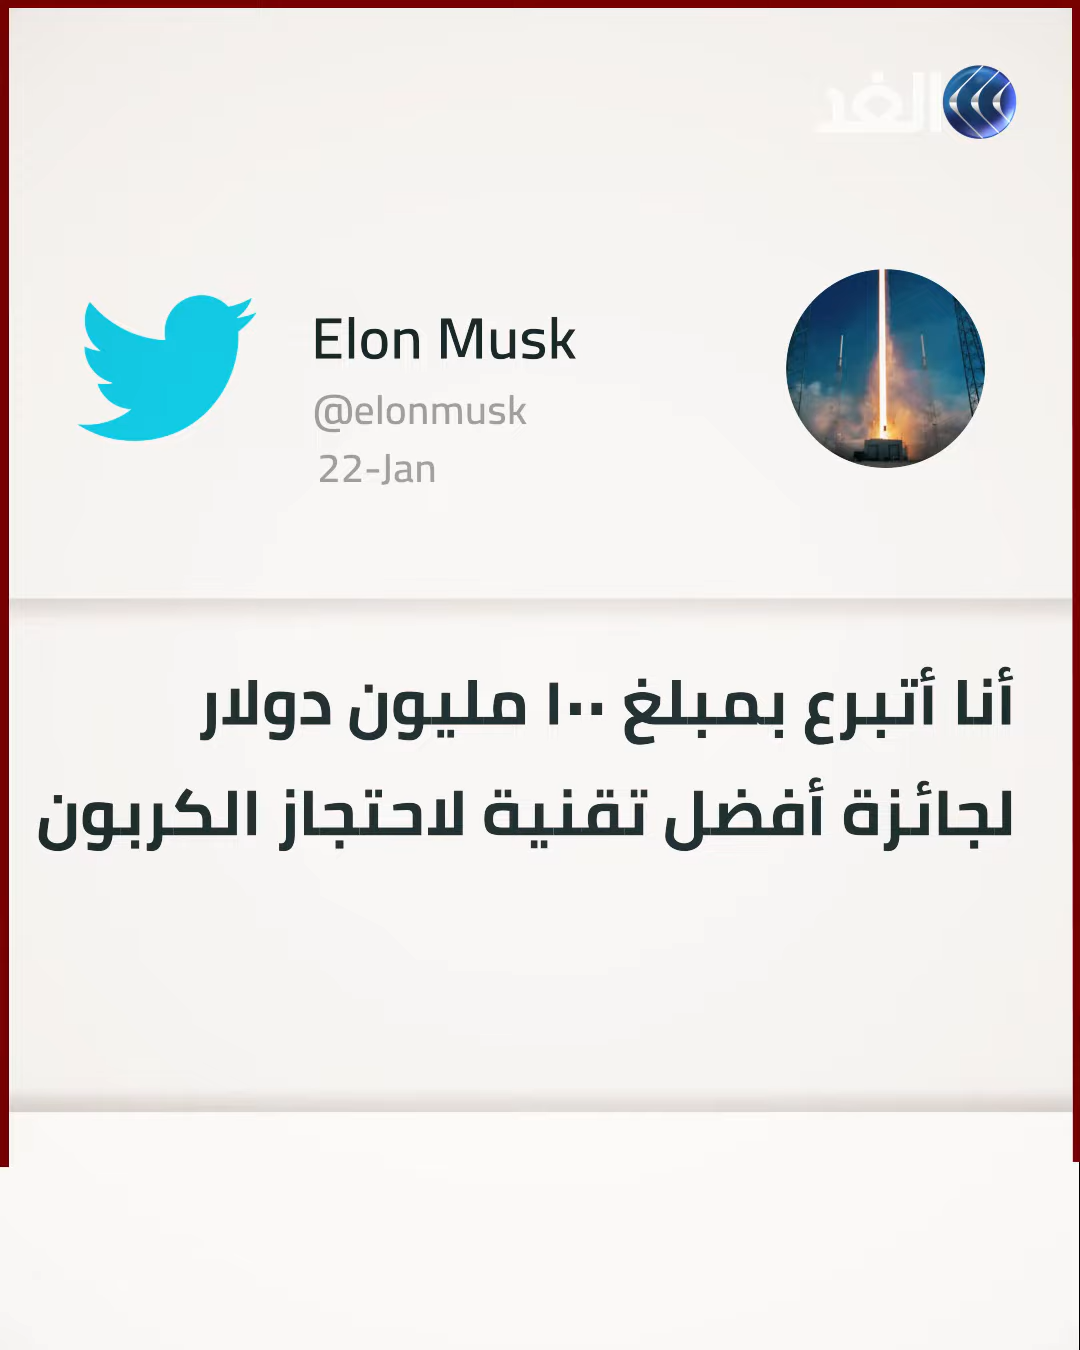 الغد
Elon Musk
@elonmusk
22-Jan
أنا أتبرع بمبلغ ١٠٠ مليون دولار
لجائزة أفضل تقنية لاحتجاز الكربون